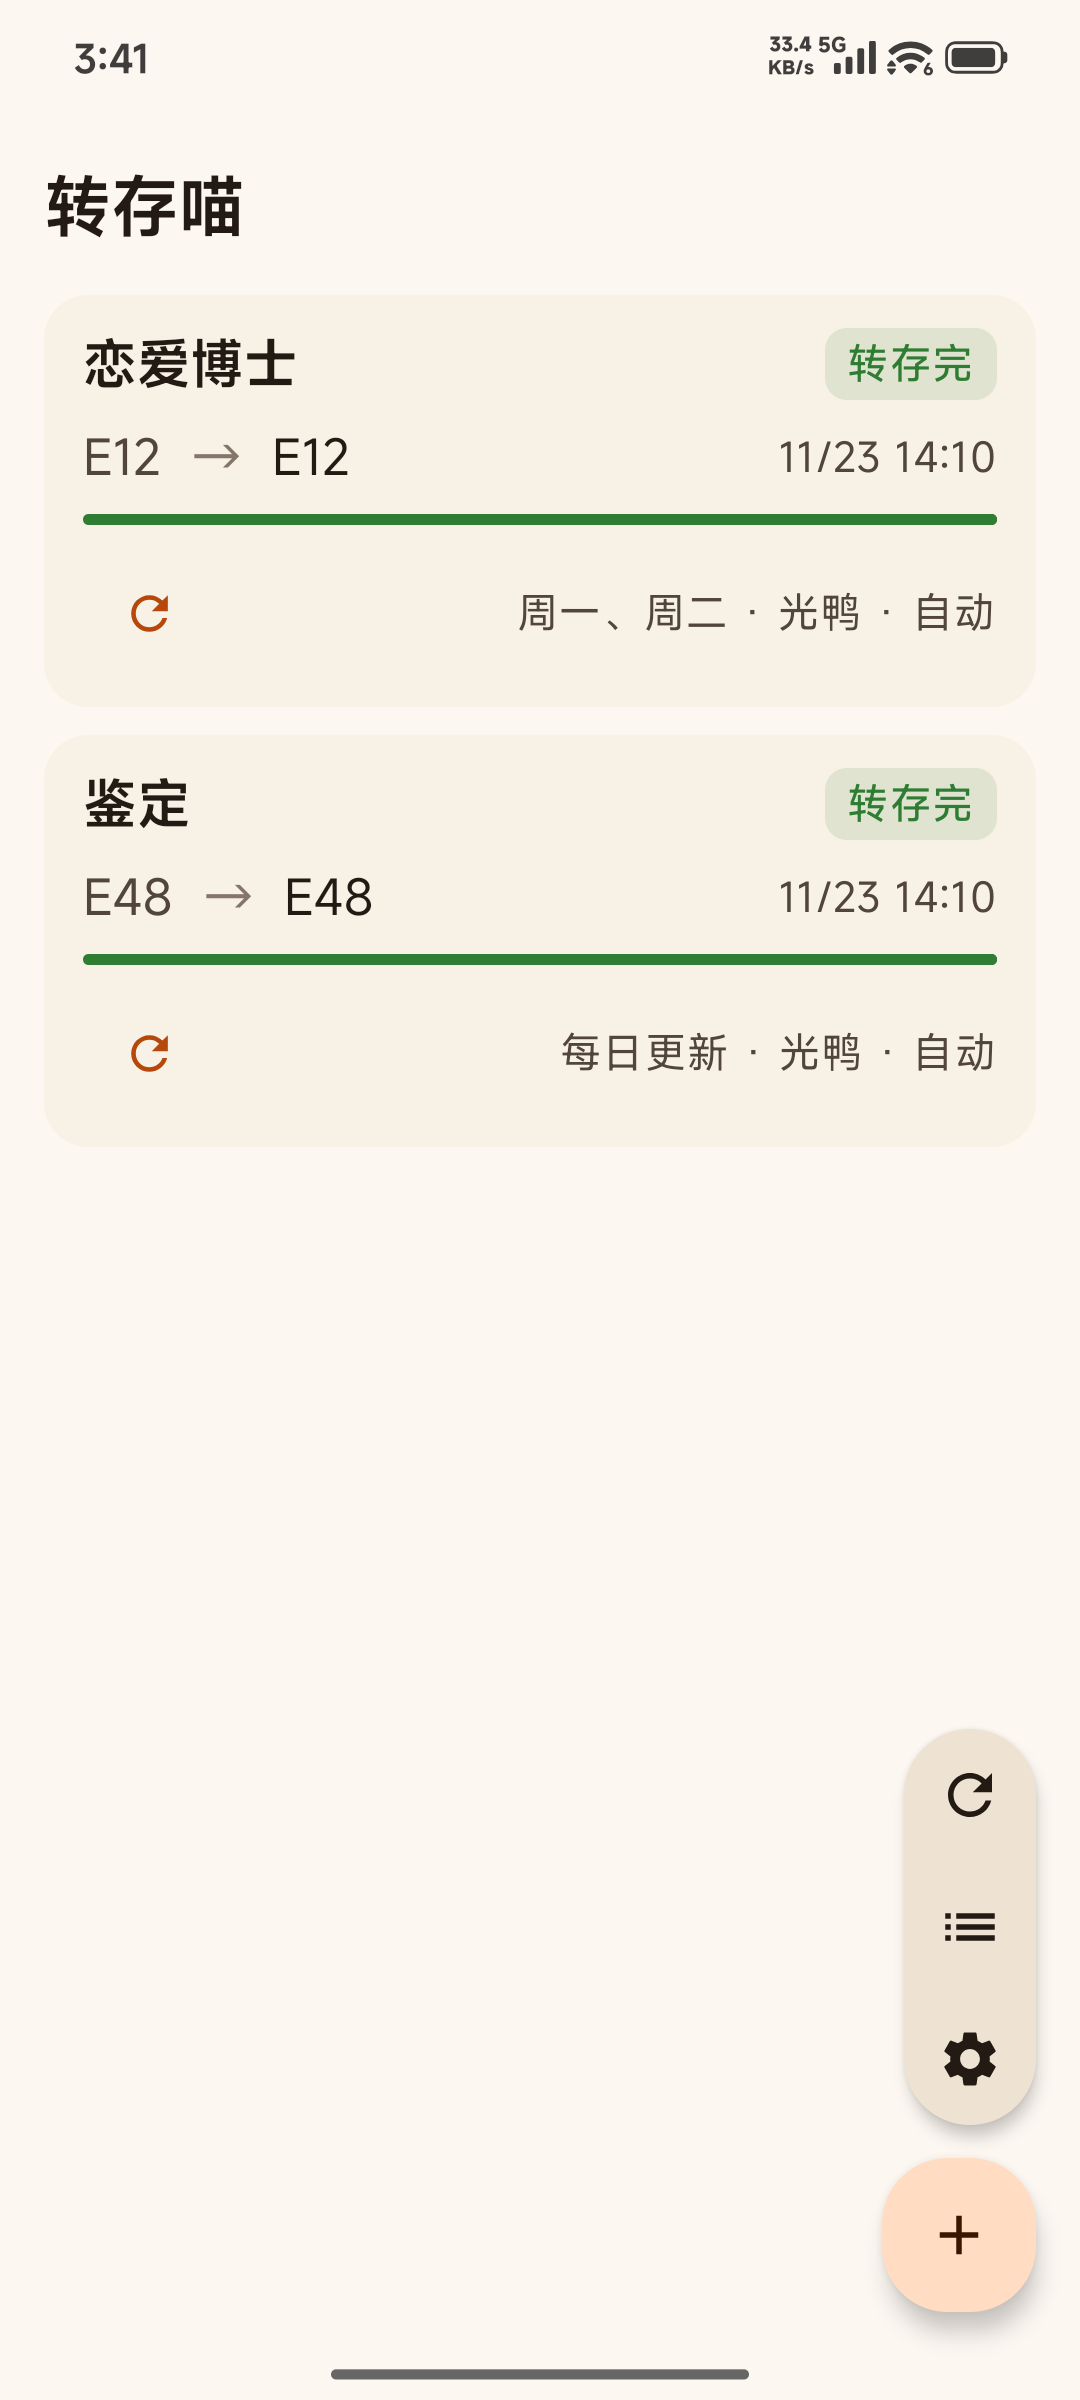 3:41
33.4 KB/s 5G 6
转存喵
恋爱博士
转存完
E12 → E12
11/23 14:10
周一、周二 · 光鸭 · 自动
鉴定
转存完
E48 → E48
11/23 14:10
每日更新 · 光鸭 · 自动